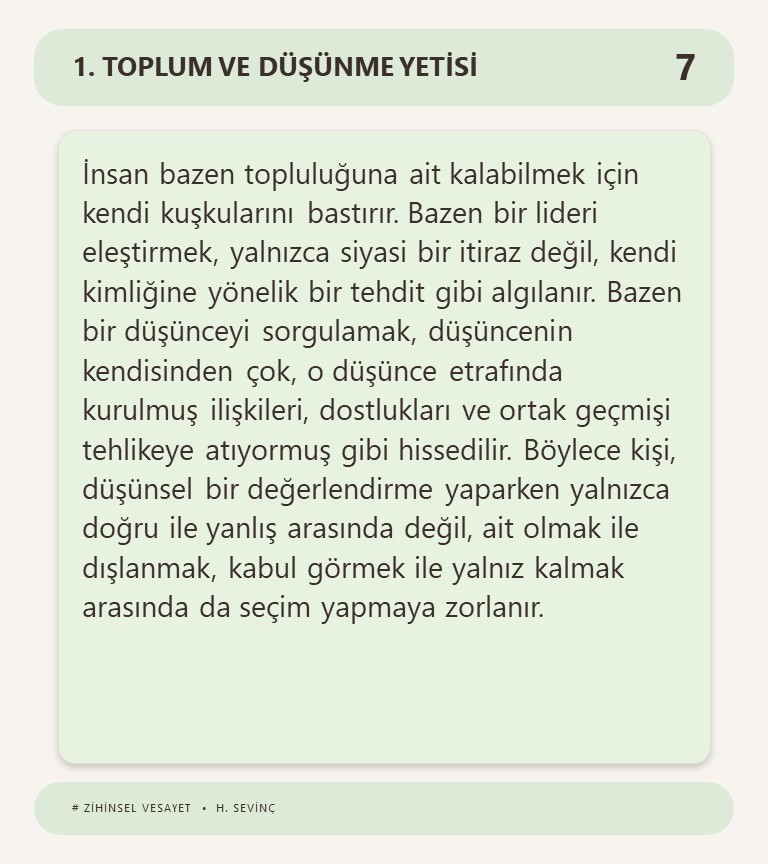 1. TOPLUM VE DÜŞÜNME YETİSİ
7
İnsan bazen topluluğuna ait kalabilmek için
kendi kuşkularını bastırır. Bazen bir lideri
eleştirmek, yalnızca siyasi bir itiraz değil, kendi
kimliğine yönelik bir tehdit gibi algılanır. Bazen
bir düşünceyi sorgulamak, düşüncenin
kendisinden çok, o düşünce etrafında
kurulmuş ilişkileri, dostlukları ve ortak geçmişi
tehlikeye atıyormuş gibi hissedilir. Böylece kişi,
düşünsel bir değerlendirme yaparken yalnızca
doğru ile yanlış arasında değil, ait olmak ile
dışlanmak, kabul görmek ile yalnız kalmak
arasında da seçim yapmaya zorlanır.
# ZİHİNSEL VESAYET • H. SEVİNÇ